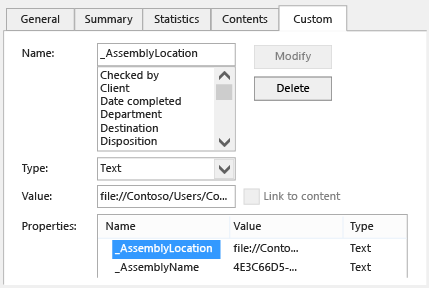 General Summary Statistics Contents Custom
Name: _AssemblyLocation Modify
Checked by
Client
Date completed
Department
Destination
Disposition
Delete
Type: Text
Value: file://Contoso/Users/Co... Link to content
Properties: Name Value Type
_AssemblyLocation file://Conto... Text
_AssemblyName 4E3C66D5-... Text